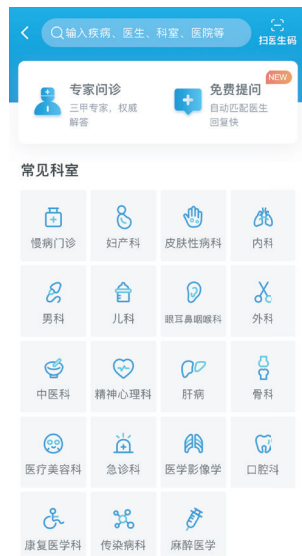 输入疾病、医生、科室、医院等
扫医生码
专家问诊
三甲专家，权威
解答
NEW
免费提问
自动匹配医生
回复快
常见科室
慢病门诊 妇产科 皮肤性病科 内科
男科 儿科 眼耳鼻咽喉科 外科
中医科 精神心理科 肝病 骨科
医疗美容科 急诊科 医学影像学 口腔科
康复医学科 传染病科 麻醉医学